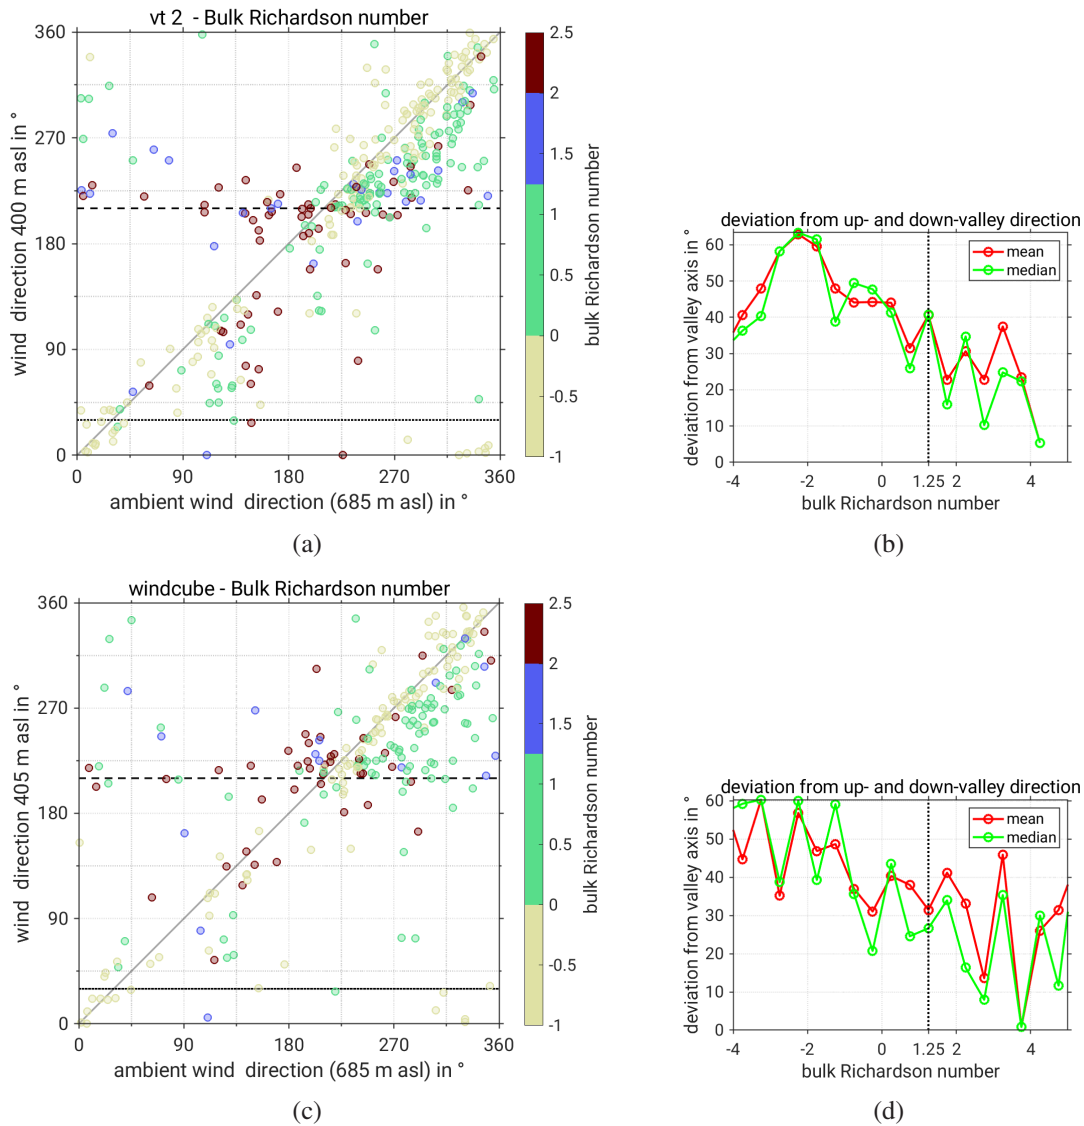 vt 2 - Bulk Richardson number
360
270
180
90
0
wind direction 400 m asl in °
0 90 180 270 360
ambient wind direction (685 m asl) in °
2.5
2
1.5
1
0.5
0
-0.5
-1
bulk Richardson number
(a)
deviation from up- and down-valley direction
60
50
40
30
20
10
0
deviation from valley axis in °
mean
median
-4 -2 0 1.25 2 4
bulk Richardson number
(b)
windcube - Bulk Richardson number
360
270
180
90
0
wind direction 405 m asl in °
0 90 180 270 360
ambient wind direction (685 m asl) in °
2.5
2
1.5
1
0.5
0
-0.5
-1
bulk Richardson number
(c)
deviation from up- and down-valley direction
60
50
40
30
20
10
0
deviation from valley axis in °
mean
median
-4 -2 0 1.25 2 4
bulk Richardson number
(d)